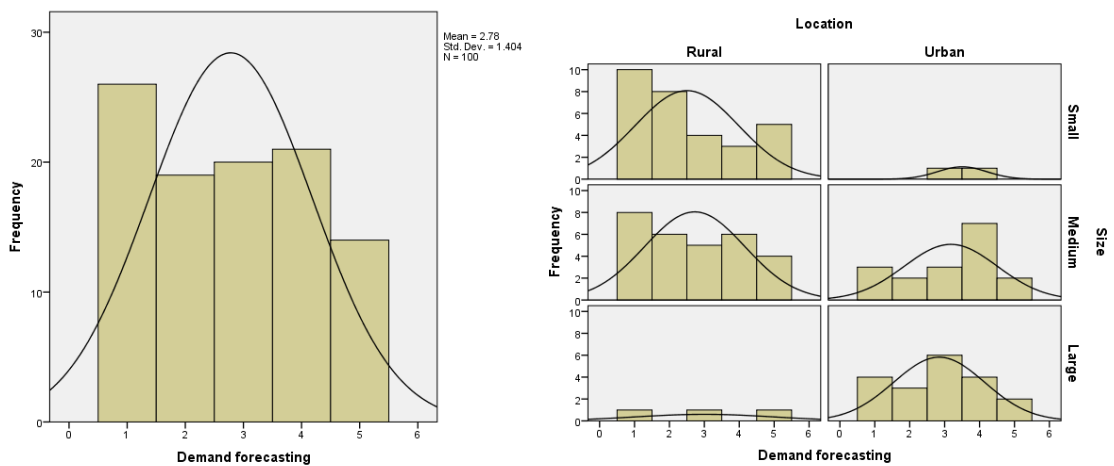 Mean = 2.78
Std. Dev. = 1.404
N = 100
30
20
10
0
Frequency
0 1 2 3 4 5 6
Demand forecasting
Location
Rural Urban
10
8
6
4
2
0
Small
10
8
6
4
2
0
Medium
10
8
6
4
2
0
Large
Frequency
Size
0 1 2 3 4 5 6 0 1 2 3 4 5 6
Demand forecasting